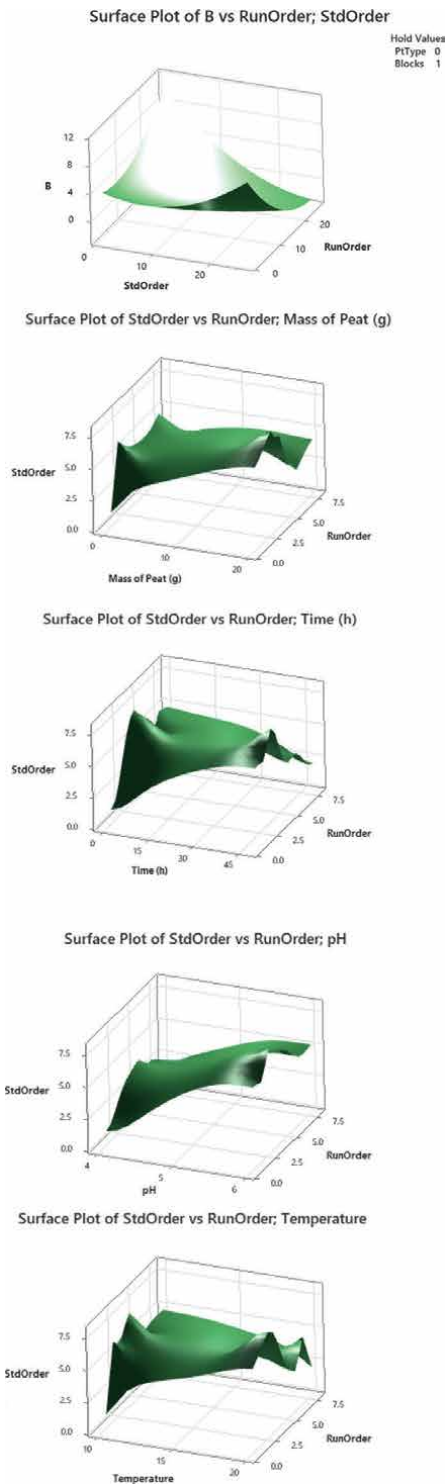 Surface Plot of B vs RunOrder; StdOrder
Hold Values
PtType 0
Blocks 1
12
8
4
0
B
0
10
20
StdOrder
0
10
20
RunOrder
Surface Plot of StdOrder vs RunOrder; Mass of Peat (g)
7.5
5.0
2.5
0.0
StdOrder
0
10
20
Mass of Peat (g)
0.0
2.5
5.0
7.5
RunOrder
Surface Plot of StdOrder vs RunOrder; Time (h)
7.5
5.0
2.5
0.0
StdOrder
0
15
30
45
Time (h)
0.0
2.5
5.0
7.5
RunOrder
Surface Plot of StdOrder vs RunOrder; pH
7.5
5.0
2.5
0.0
StdOrder
4
5
6
pH
0.0
2.5
5.0
7.5
RunOrder
Surface Plot of StdOrder vs RunOrder; Temperature
7.5
5.0
2.5
0.0
StdOrder
10
15
20
Temperature
0.0
2.5
5.0
7.5
RunOrder